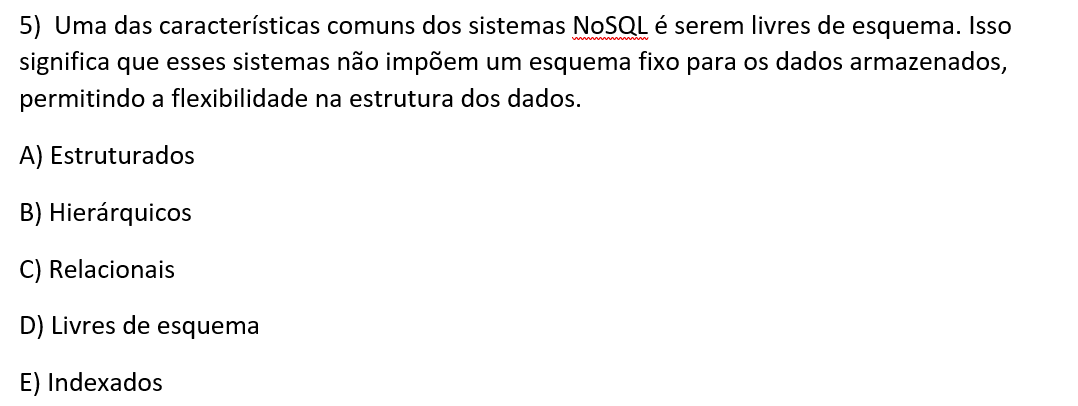 5) Uma das características comuns dos sistemas NoSQL é serem livres de esquema. Isso
significa que esses sistemas não impõem um esquema fixo para os dados armazenados,
permitindo a flexibilidade na estrutura dos dados.
A) Estruturados
B) Hierárquicos
C) Relacionais
D) Livres de esquema
E) Indexados